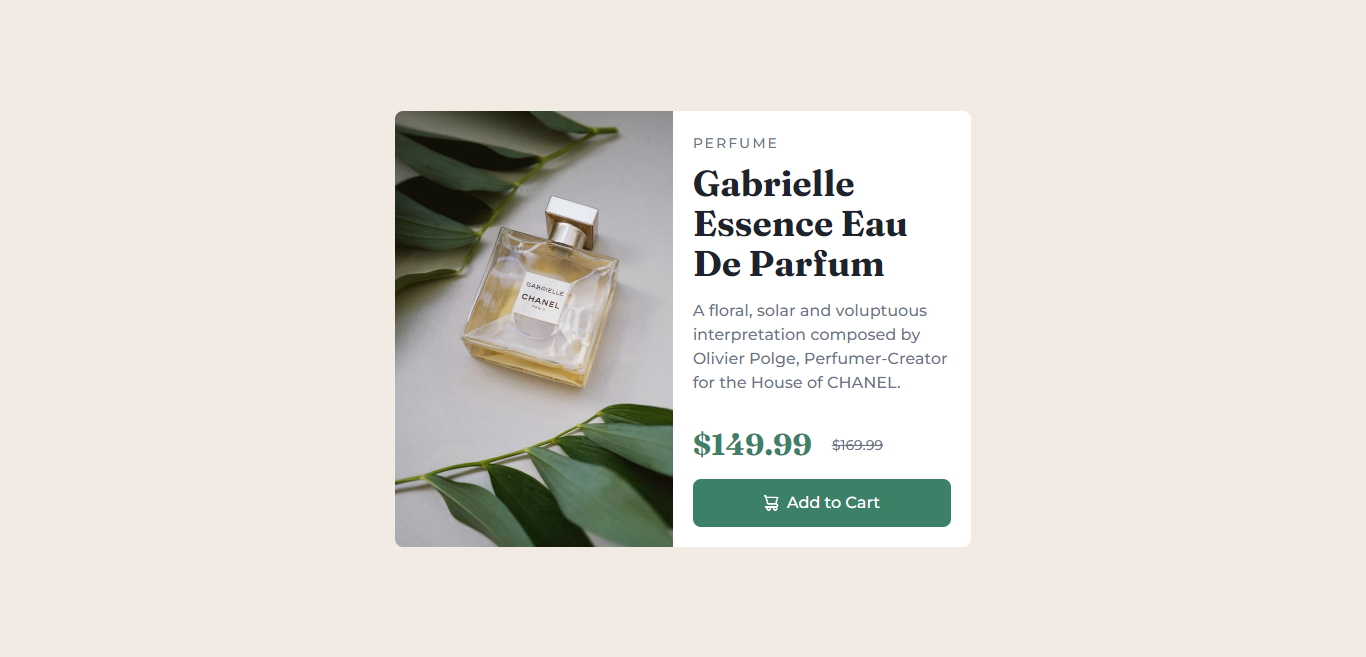 GABRIELLE
CHANEL
PARIS
PERFUME
Gabrielle
Essence Eau
De Parfum
A floral, solar and voluptuous
interpretation composed by
Olivier Polge, Perfumer-Creator
for the House of CHANEL.
$149.99 $169.99
Add to Cart